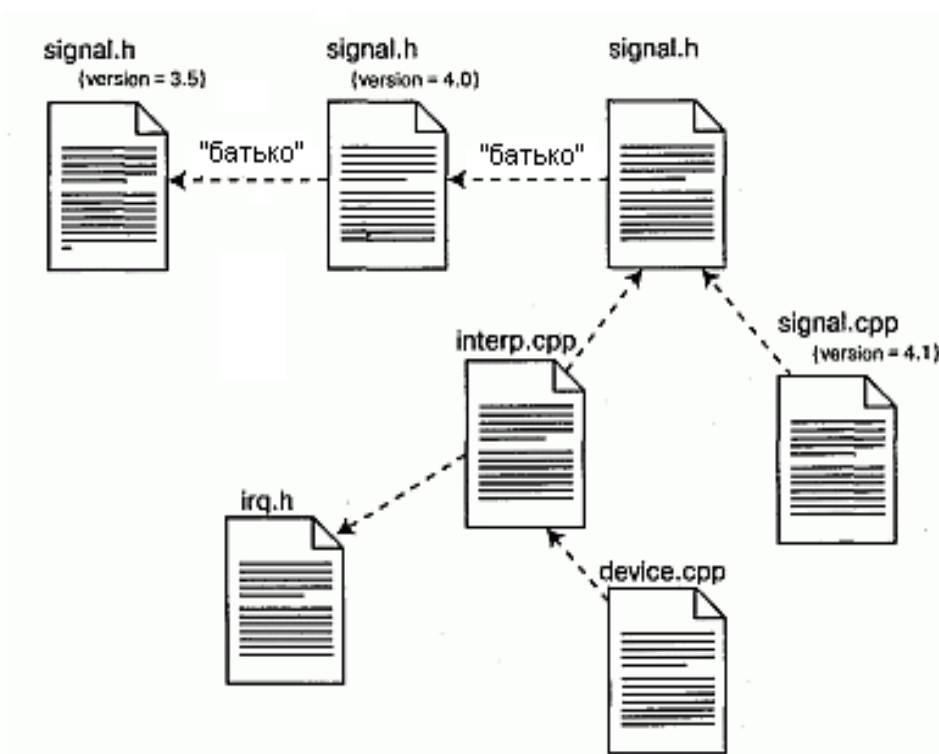 signal.h
(version = 3.5)
signal.h
(version = 4.0)
signal.h
"батько"
"батько"
interp.cpp
signal.cpp
(version = 4.1)
irq.h
device.cpp